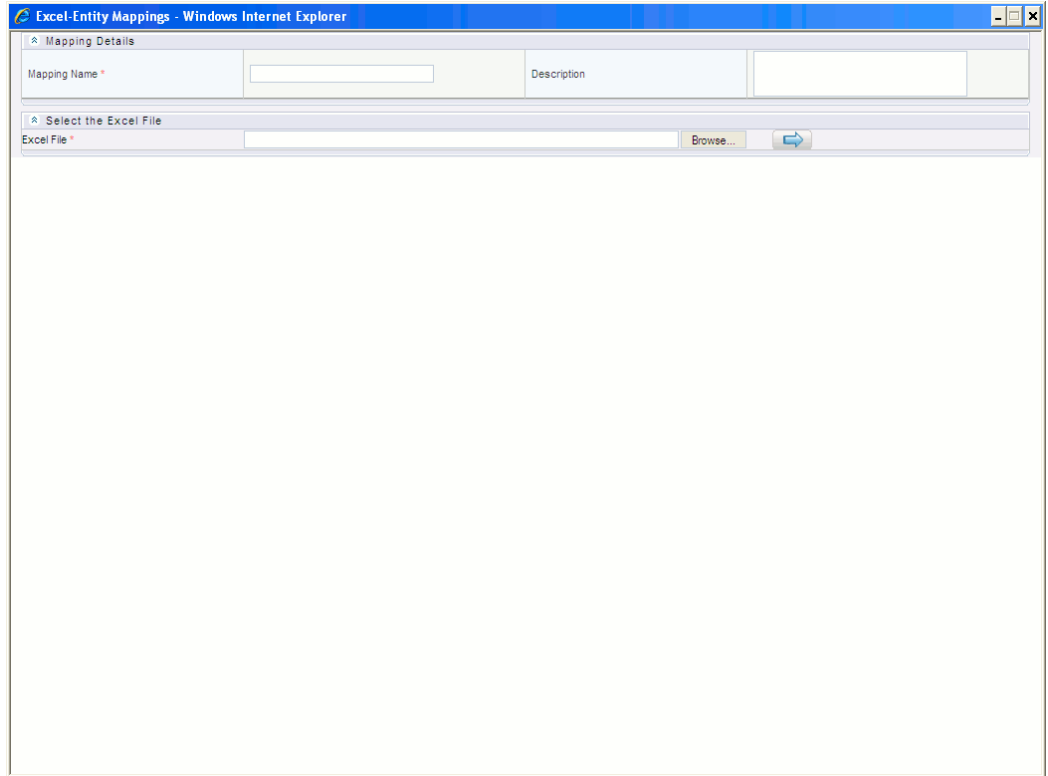 Excel-Entity Mappings - Windows Internet Explorer
Mapping Details
Mapping Name * Description
Select the Excel File
Excel File * Browse...